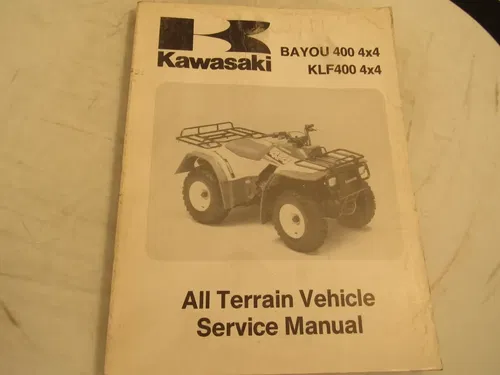 Kawasaki
BAYOU 400 4x4
KLF400 4x4
All Terrain Vehicle
Service Manual